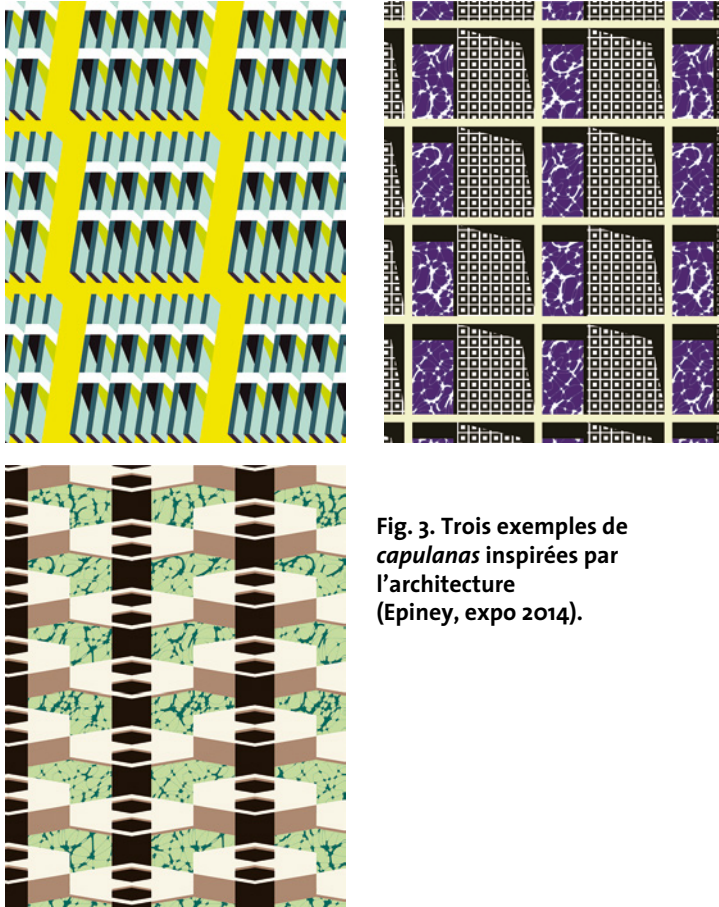 Fig. 3. Trois exemples de
capulanas inspirées par
l’architecture
(Epiney, expo 2014).